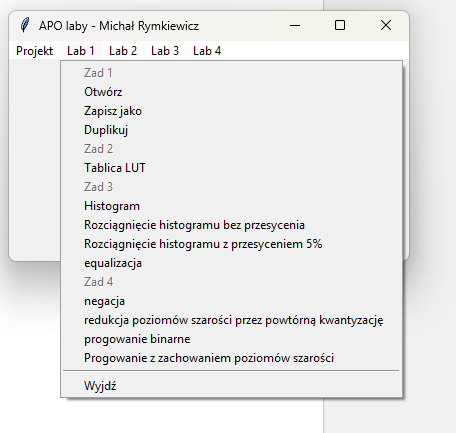 APO laby - Michał Rymkiewicz
Projekt Lab 1 Lab 2 Lab 3 Lab 4
Zad 1
Otwórz
Zapisz jako
Duplikuj
Zad 2
Tablica LUT
Zad 3
Histogram
Rozciągnięcie histogramu bez przesycenia
Rozciągnięcie histogramu z przesyceniem 5%
equalizacja
Zad 4
negacja
redukcja poziomów szarości przez powtórną kwantyzację
progowanie binarne
Progowanie z zachowaniem poziomów szarości
Wyjdź